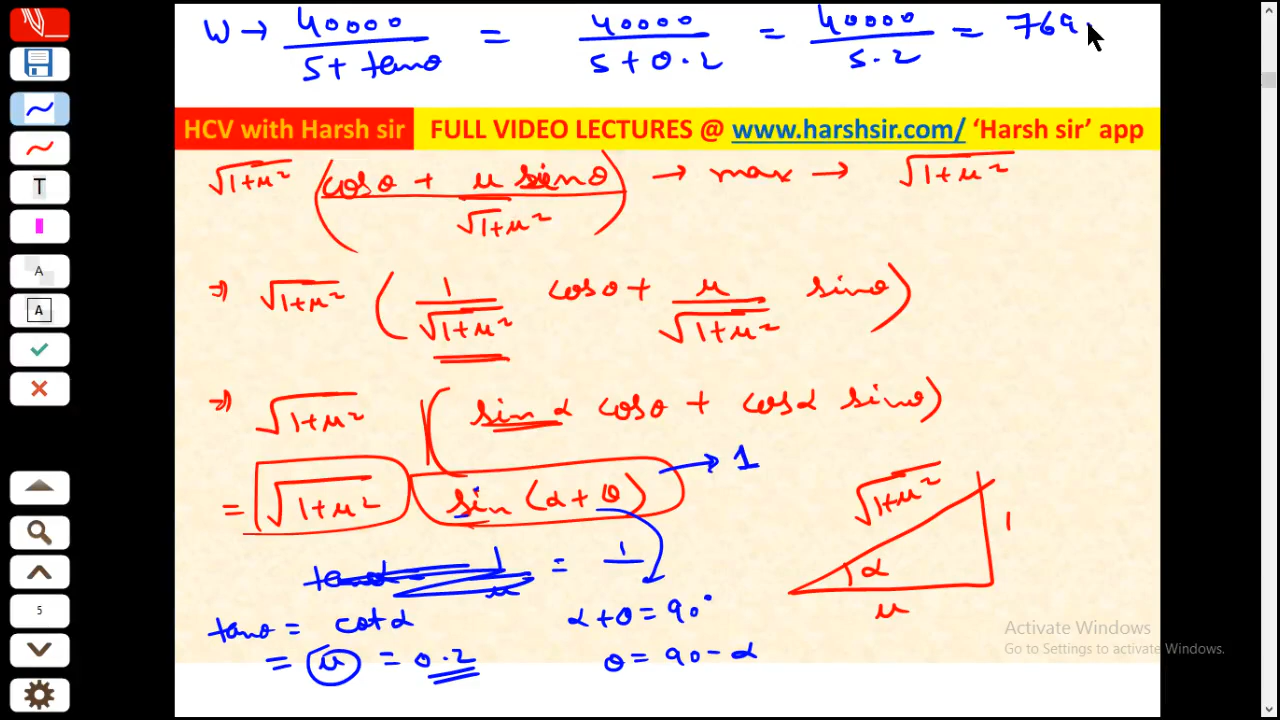 W → 40000 / 5 + tanθ = 40000 / 5 + 0.2 = 40000 / 5.2 = 769
HCV with Harsh sir FULL VIDEO LECTURES @ www.harshsir.com/ ‘Harsh sir’ app
√1+μ² (cosθ + μ sinθ / √1+μ²) → max → √1+μ²
⇒ √1+μ² (1 / √1+μ² cosθ + μ / √1+μ² sinθ)
⇒ √1+μ² (sin α cosθ + cosα sinθ)
= √1+μ² sin (α + θ) → 1
√1+μ²
1
α
μ
= 1
tanθ = cotα
α + θ = 90°
= μ = 0.2
θ = 90 - α
T
A
A
5
Activate Windows
Go to Settings to activate Windows.